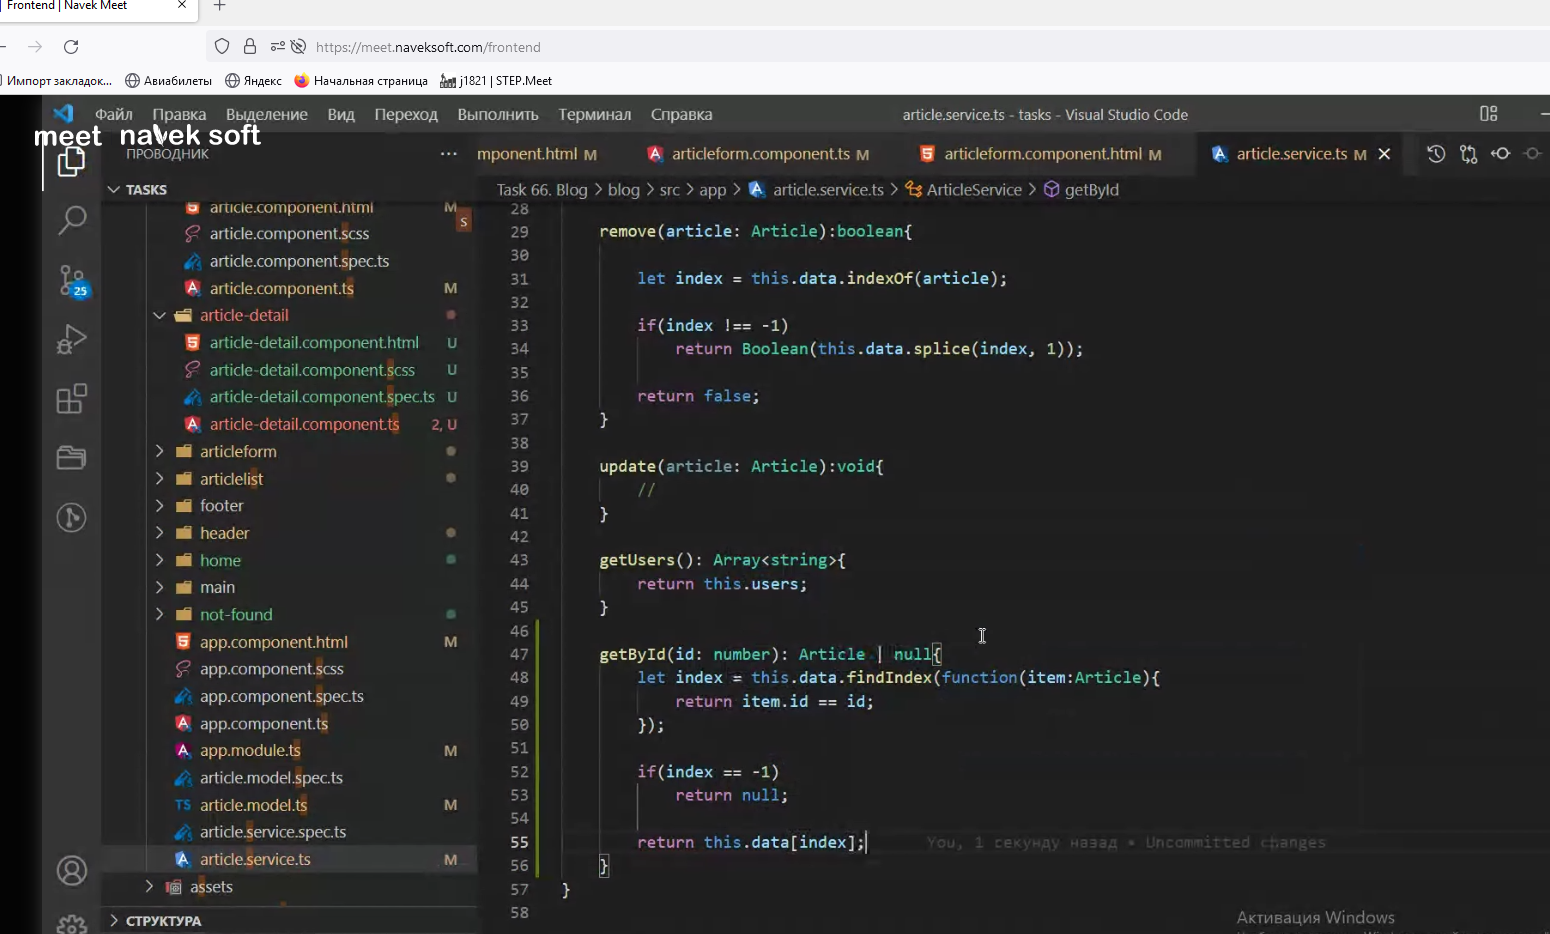 Frontend | Navek Meet
https://meet.naveksoft.com/frontend
Импорт закладок...
Авиабилеты
Яндекс
Начальная страница
j1821 | STEP.Meet
Файл Правка Выделение Вид Переход Выполнить Терминал Справка
article.service.ts - tasks - Visual Studio Code
meet navek soft
ПРОВОДНИК
mponent.html M
articleform.component.ts M
articleform.component.html M
article.service.ts M
TASKS
Task 66. Blog > blog > src > app > article.service.ts > ArticleService > getById
article.component.html M
s
article.component.scss
article.component.spec.ts
article.component.ts M
25
article-detail
article-detail.component.html U
article-detail.component.scss U
article-detail.component.spec.ts U
article-detail.component.ts 2, U
articleform
articlelist
footer
header
home
main
not-found
app.component.html M
app.component.scss
app.component.spec.ts
app.component.ts
app.module.ts M
article.model.spec.ts
TS article.model.ts M
article.service.spec.ts
article.service.ts M
assets
СТРУКТУРА
28
29 remove(article: Article):boolean{
30
31 let index = this.data.indexOf(article);
32
33 if(index !== -1)
34 return Boolean(this.data.splice(index, 1));
35
36 return false;
37 }
38
39 update(article: Article):void{
40 //
41 }
42
43 getUsers(): Array<string>{
44 return this.users;
45 }
46
47 getById(id: number): Article | null{
48 let index = this.data.findIndex(function(item:Article){
49 return item.id == id;
50 });
51
52 if(index == -1)
53 return null;
54
55 return this.data[index]; You, 1 секунду назад • Uncommitted changes
56 }
57 }
58
Активация Windows